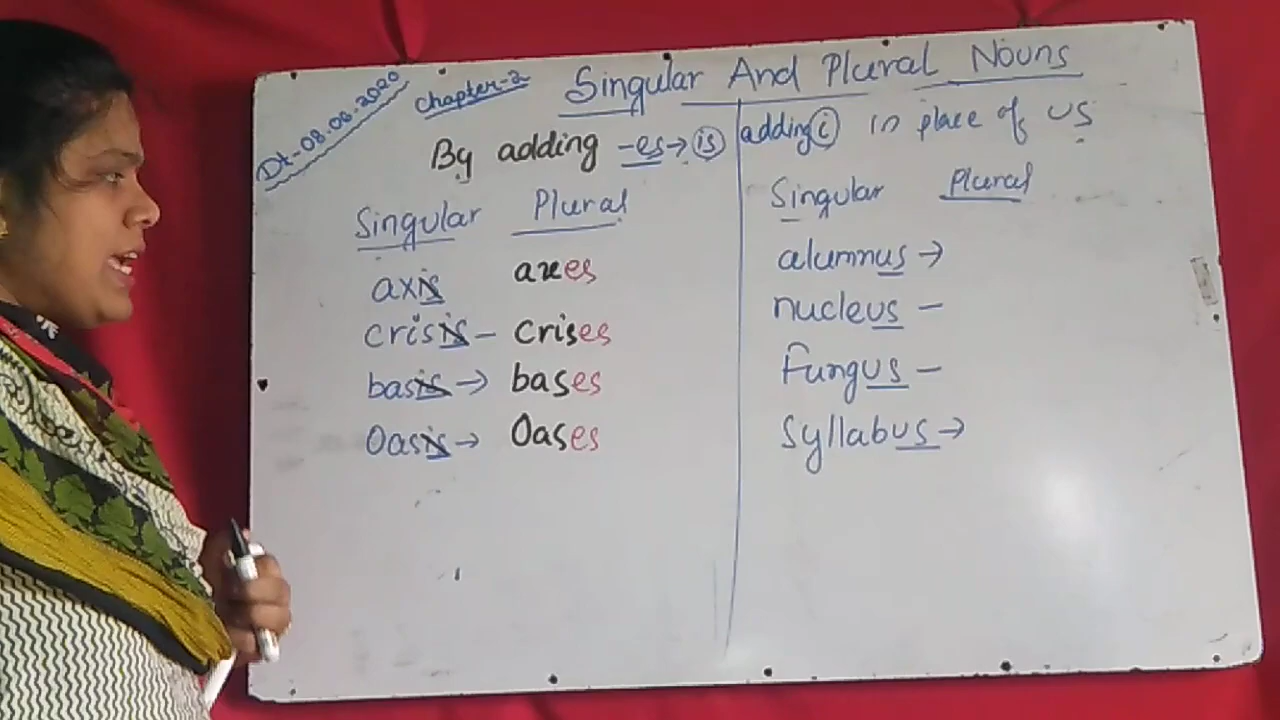 Dt-08.06.2020
Chapter-2
Singular And Plural Nouns
By adding -es→is
Singular Plural
axis axes
crisis - crises
basis → bases
Oasis → Oases
adding i in place of us
Singular Plural
alumnus →
nucleus -
Fungus -
Syllabus →